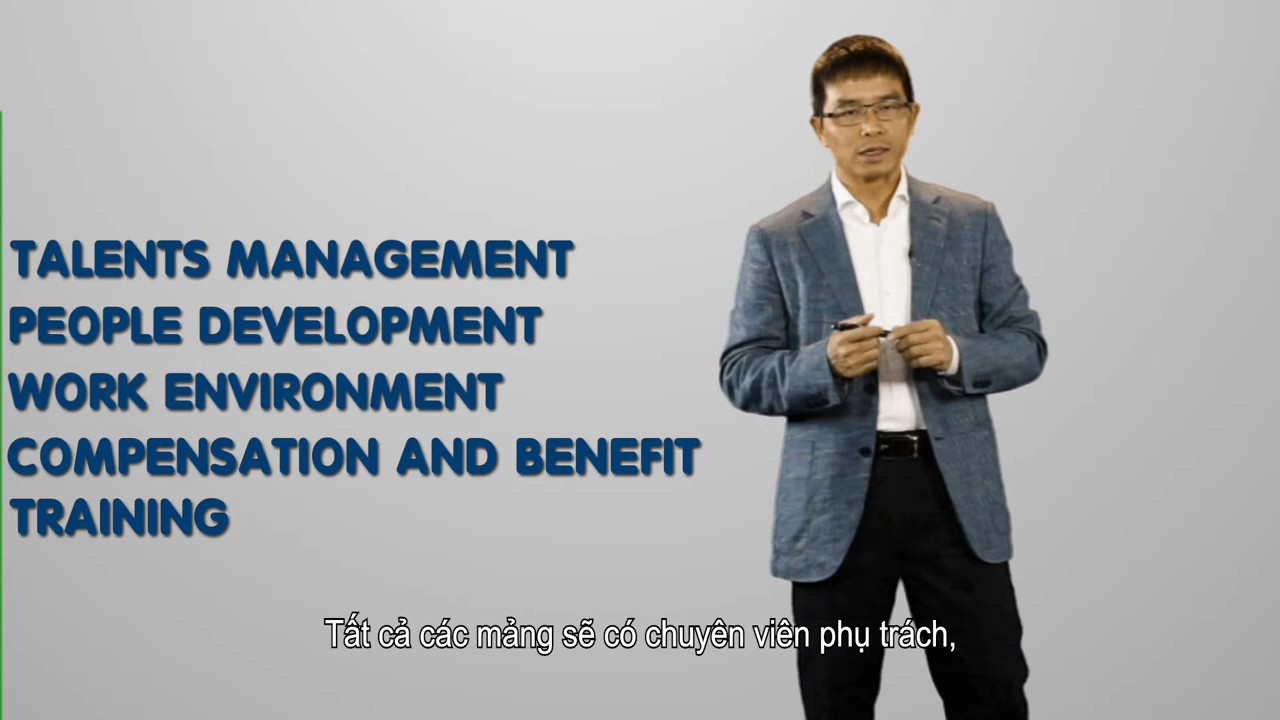 TALENTS MANAGEMENT
PEOPLE DEVELOPMENT
WORK ENVIRONMENT
COMPENSATION AND BENEFIT
TRAINING
Tất cả các mảng sẽ có chuyên viên phụ trách,